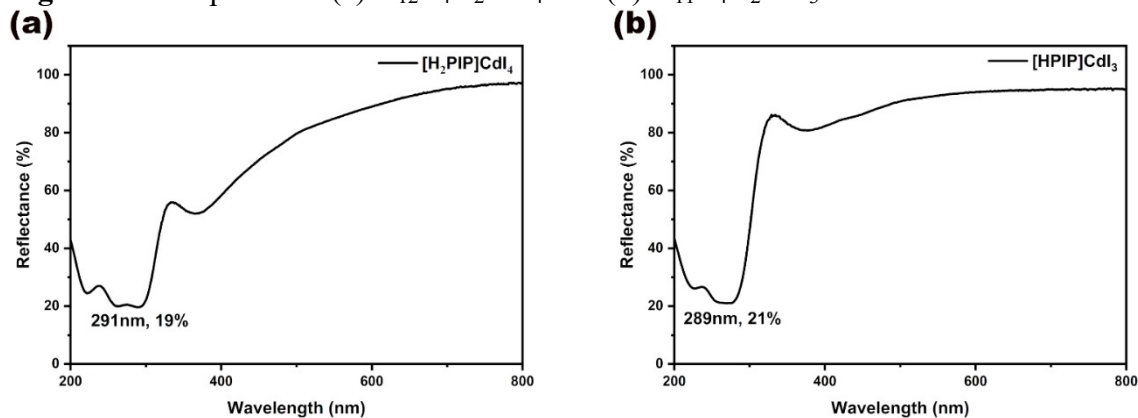 (a)
[H₂PIP]CdI₄
100
80
60
40
20
0
Reflectance (%)
291nm, 19%
200 400 600 800
Wavelength (nm)
(b)
[HPIP]CdI₃
100
80
60
40
20
0
Reflectance (%)
289nm, 21%
200 400 600 800
Wavelength (nm)